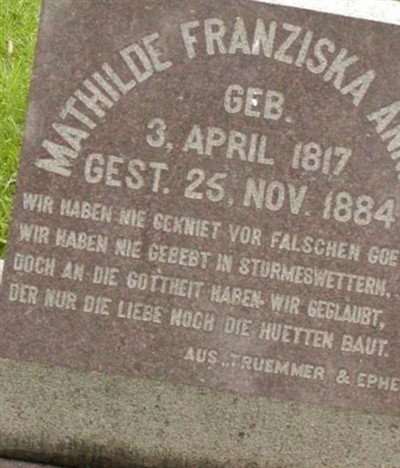 MATHILDE FRANZISKA
GEB.
3, APRIL 1817
GEST. 25, NOV. 1884
WIR HABEN NIE GEKNIET VOR FALSCHEN
WIR HABEN NIE GEBEBT IN STURMESWETTERN,
DOCH AN DIE GOTTHEIT HABEN WIR GEGLAUBT,
DER NUR DIE LIEBE NOCH DIE HUETTEN BAUT.
AUS „TRUEMMER &